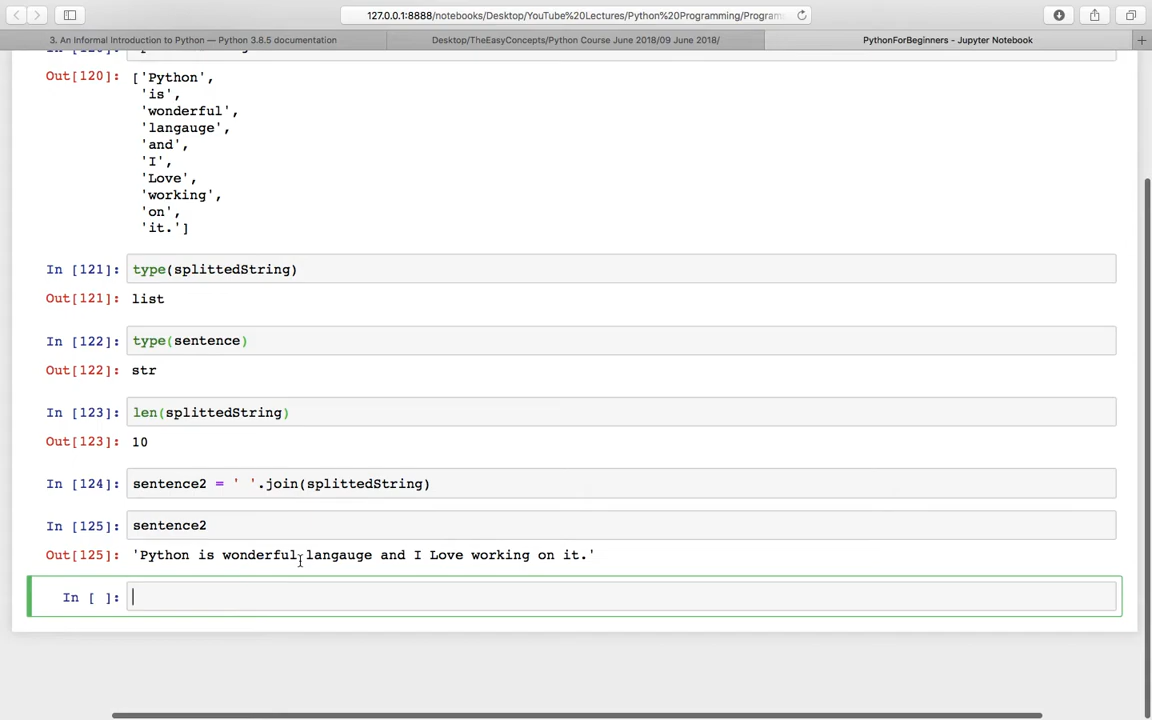 127.0.0.1:8888/notebooks/Desktop/YouTube%20Lectures/Python%20Programming/Program
3. An Informal Introduction to Python — Python 3.8.5 documentation
Desktop/TheEasyConcepts/Python Course June 2018/09 June 2018/
PythonForBeginners - Jupyter Notebook
Out[120]: ['Python',
'is',
'wonderful',
'langauge',
'and',
'I',
'Love',
'working',
'on',
'it.']
In [121]: type(splittedString)
Out[121]: list
In [122]: type(sentence)
Out[122]: str
In [123]: len(splittedString)
Out[123]: 10
In [124]: sentence2 = ' '.join(splittedString)
In [125]: sentence2
Out[125]: 'Python is wonderful langauge and I Love working on it.'
In [ ]: